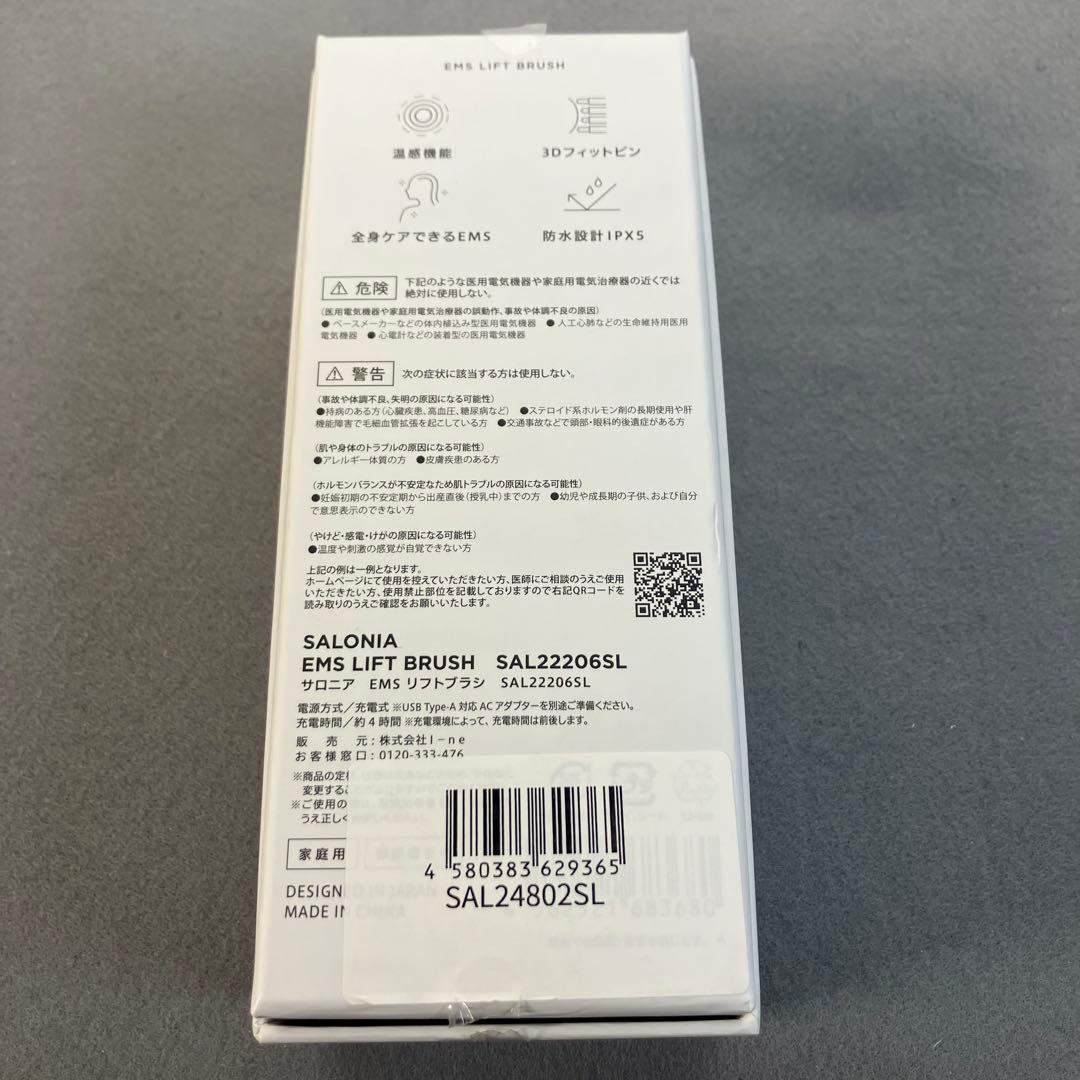 EMS LIFT BRUSH
温感機能
3Dフィットピン
全身ケアできるEMS
防水設計IPX5
⚠ 危険 下記のような医用電気機器や家庭用電気治療器の近くでは
絶対に使用しない。
(医用電気機器や家庭用電気治療器の誤動作、事故や体調不良の原因)
●ペースメーカーなどの体内植込み型医用電気機器 ●人工心肺などの生命維持用医用
電気機器 ●心電計などの装着型の医用電気機器
⚠ 警告 次の症状に該当する方は使用しない。
(事故や体調不良、失明の原因になる可能性)
●持病のある方(心臓疾患、高血圧、糖尿病など) ●ステロイド系ホルモン剤の長期使用や肝
機能障害で毛細血管拡張を起こしている方 ●交通事故などで頭部・眼科的後遺症がある方
(肌や身体のトラブルの原因になる可能性)
●アレルギー体質の方 ●皮膚疾患のある方
(ホルモンバランスが不安定なため肌トラブルの原因になる可能性)
●妊娠初期の不安定期から出産直後(授乳中)までの方 ●幼児や成長期の子供、および自分
で意思表示のできない方
(やけど・感電・けがの原因になる可能性)
●温度や刺激の感覚が自覚できない方
上記の例は一例となります。
ホームページにて使用を控えていただきたい方、医師にご相談のうえご使用
いただきたい方、使用禁止部位を記載しておりますので右記QRコードを
読み取りのうえご確認をお願いいたします。
SALONIA
EMS LIFT BRUSH SAL22206SL
サロニア EMS リフトブラシ SAL22206SL
電源方式/充電式 ※USB Type-A 対応 AC アダプターを別途ご準備ください。
充電時間/約4時間 ※充電環境によって、充電時間は前後します。
販売元:株式会社I-ne
お客様窓口:0120-333-476
※商品の定
変更する
※ご使用の
うえ正し
家庭用
DESIGNED IN JAPAN
MADE IN CHINA
4 580383 629365
SAL24802SL